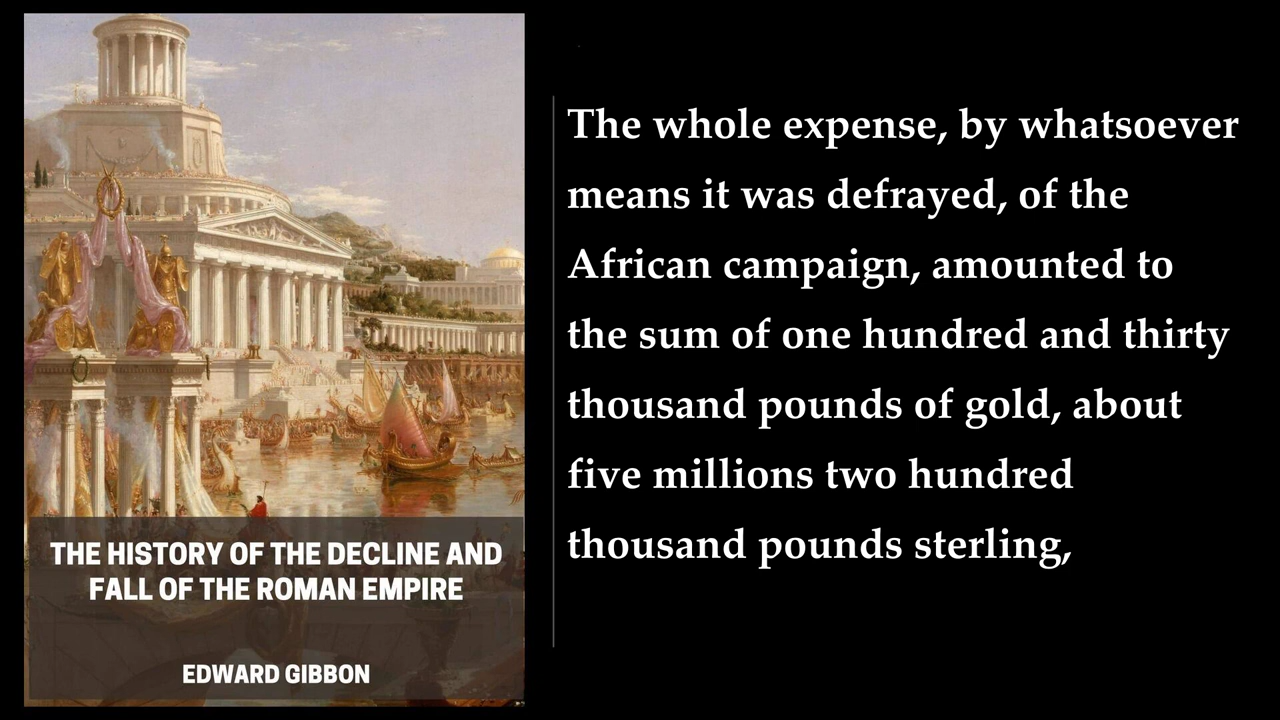 THE HISTORY OF THE DECLINE AND
FALL OF THE ROMAN EMPIRE
EDWARD GIBBON
The whole expense, by whatsoever
means it was defrayed, of the
African campaign, amounted to
the sum of one hundred and thirty
thousand pounds of gold, about
five millions two hundred
thousand pounds sterling,